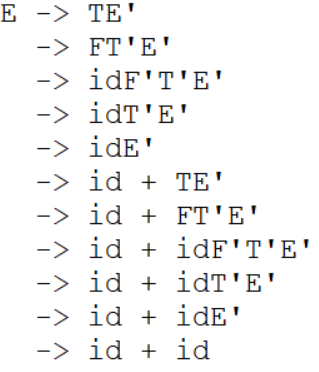 E -> TE'
-> FT'E'
-> idF'T'E'
-> idT'E'
-> idE'
-> id + TE'
-> id + FT'E'
-> id + idF'T'E'
-> id + idT'E'
-> id + idE'
-> id + id